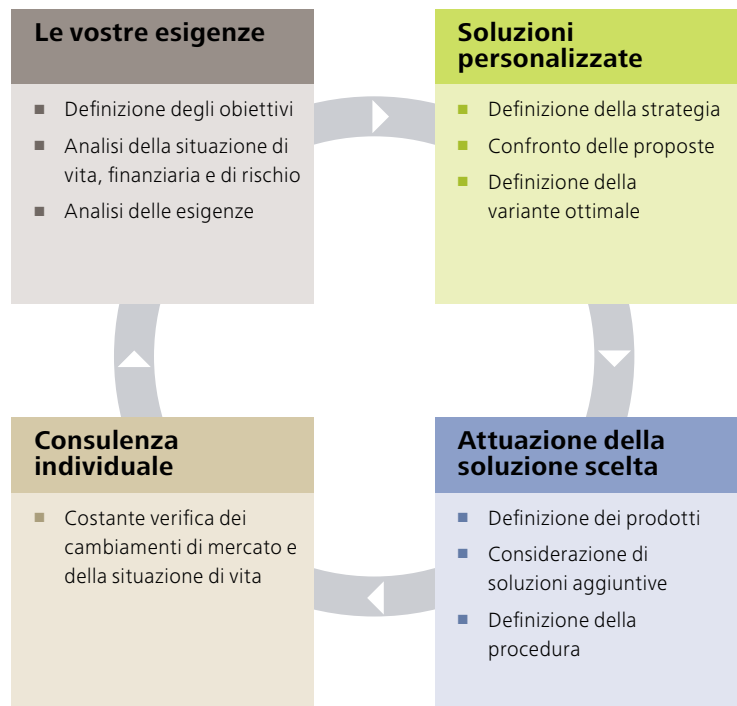 Le vostre esigenze
■ Definizione degli obiettivi
■ Analisi della situazione di
vita, finanziaria e di rischio
■ Analisi delle esigenze
Soluzioni
personalizzate
■ Definizione della strategia
■ Confronto delle proposte
■ Definizione della
variante ottimale
Attuazione della
soluzione scelta
■ Definizione dei prodotti
■ Considerazione di
soluzioni aggiuntive
■ Definizione della
procedura
Consulenza
individuale
■ Costante verifica dei
cambiamenti di mercato e
della situazione di vita